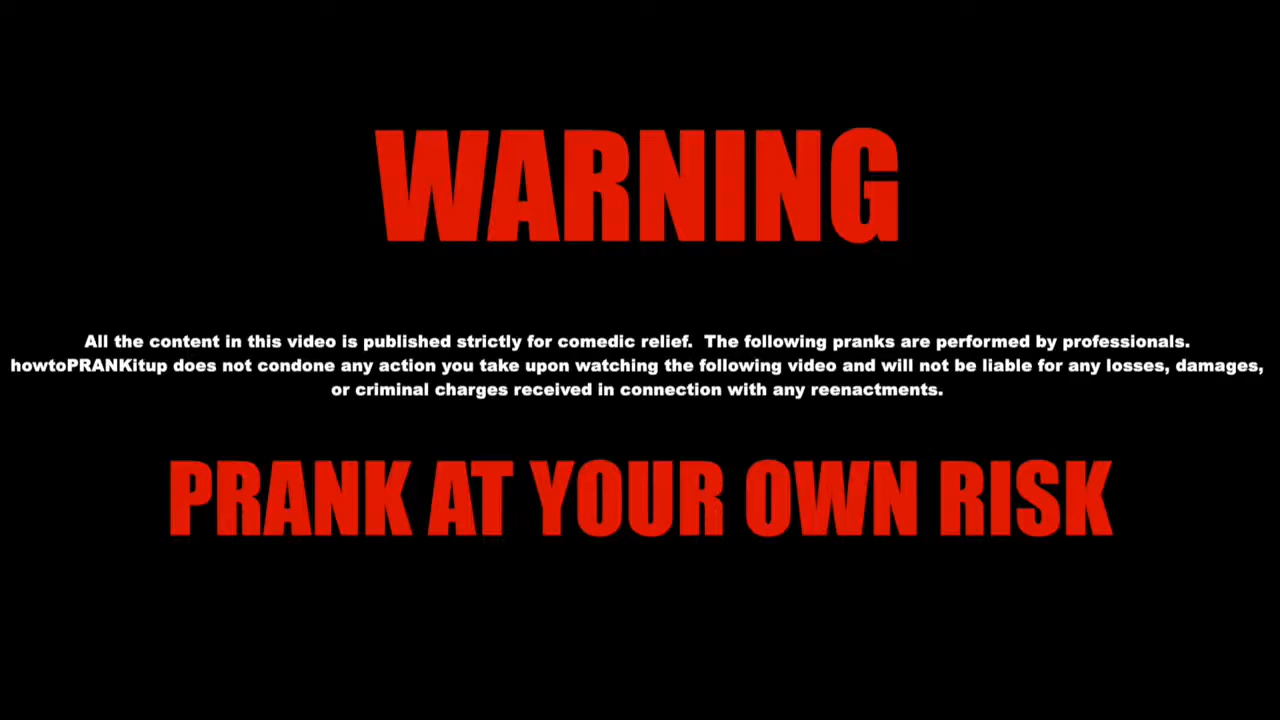 WARNING
All the content in this video is published strictly for comedic relief.  The following pranks are performed by professionals.
howtoPRANKitup does not condone any action you take upon watching the following video and will not be liable for any losses, damages,
or criminal charges received in connection with any reenactments.
PRANK AT YOUR OWN RISK